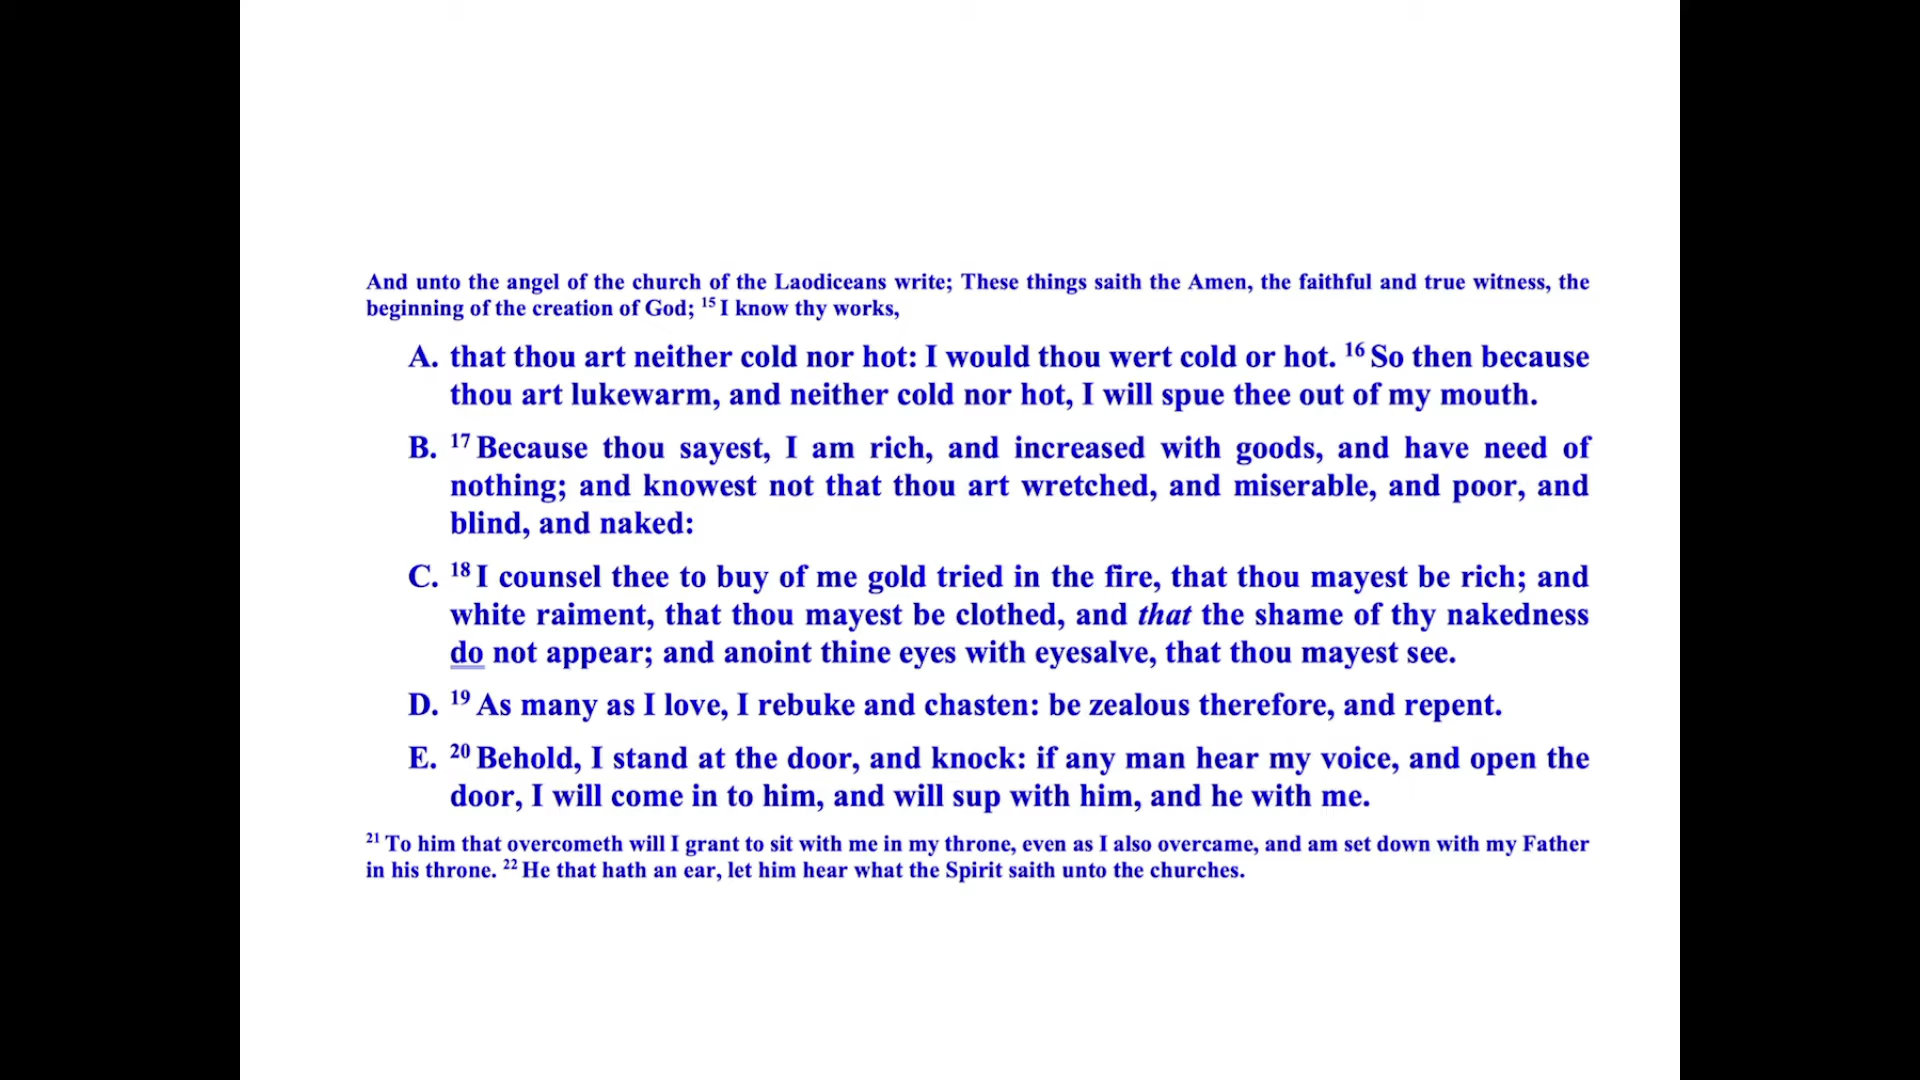 And unto the angel of the church of the Laodiceans write; These things saith the Amen, the faithful and true witness, the
beginning of the creation of God; 15 I know thy works,
A. that thou art neither cold nor hot: I would thou wert cold or hot. 16 So then because
thou art lukewarm, and neither cold nor hot, I will spue thee out of my mouth.
B. 17 Because thou sayest, I am rich, and increased with goods, and have need of
nothing; and knowest not that thou art wretched, and miserable, and poor, and
blind, and naked:
C. 18 I counsel thee to buy of me gold tried in the fire, that thou mayest be rich; and
white raiment, that thou mayest be clothed, and that the shame of thy nakedness
do not appear; and anoint thine eyes with eyesalve, that thou mayest see.
D. 19 As many as I love, I rebuke and chasten: be zealous therefore, and repent.
E. 20 Behold, I stand at the door, and knock: if any man hear my voice, and open the
door, I will come in to him, and will sup with him, and he with me.
21 To him that overcometh will I grant to sit with me in my throne, even as I also overcame, and am set down with my Father
in his throne. 22 He that hath an ear, let him hear what the Spirit saith unto the churches.